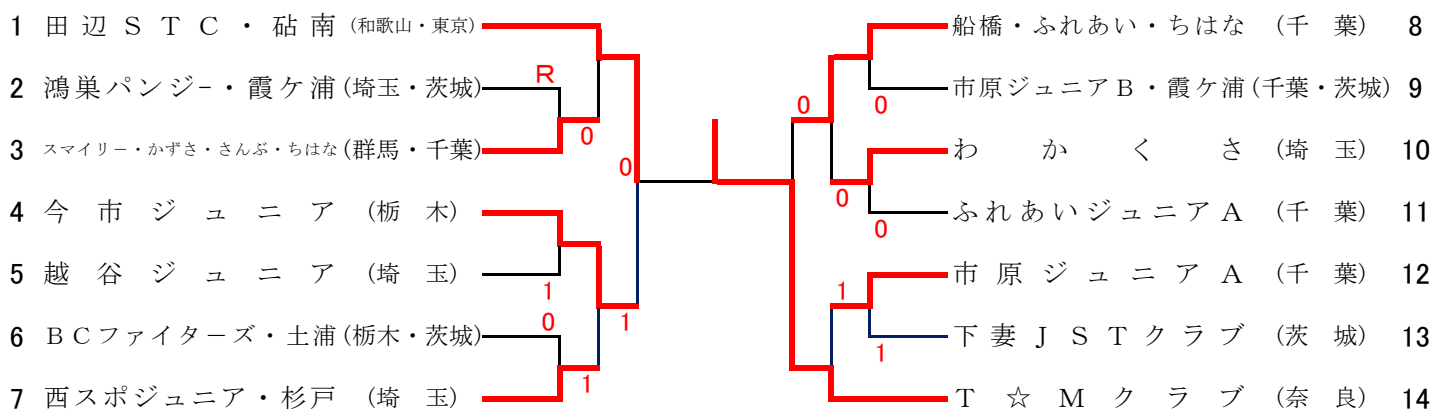 1 田辺STC・砧南 (和歌山・東京)
2 鴻巣パンジー・霞ケ浦 (埼玉・茨城)
3 スマイリー・かずさ・さんぶ・ちはな (群馬・千葉)
4 今市ジュニア (栃木)
5 越谷ジュニア (埼玉)
6 BCファイターズ・土浦 (栃木・茨城)
7 西スポジュニア・杉戸 (埼玉)
R
0
0
1
0
1
1
船橋・ふれあい・ちはな (千葉) 8
市原ジュニアB・霞ケ浦 (千葉・茨城) 9
わかくさ (埼玉) 10
ふれあいジュニアA (千葉) 11
市原ジュニアA (千葉) 12
下妻JSTクラブ (茨城) 13
T☆Mクラブ (奈良) 14
0
0
0
0
1
1